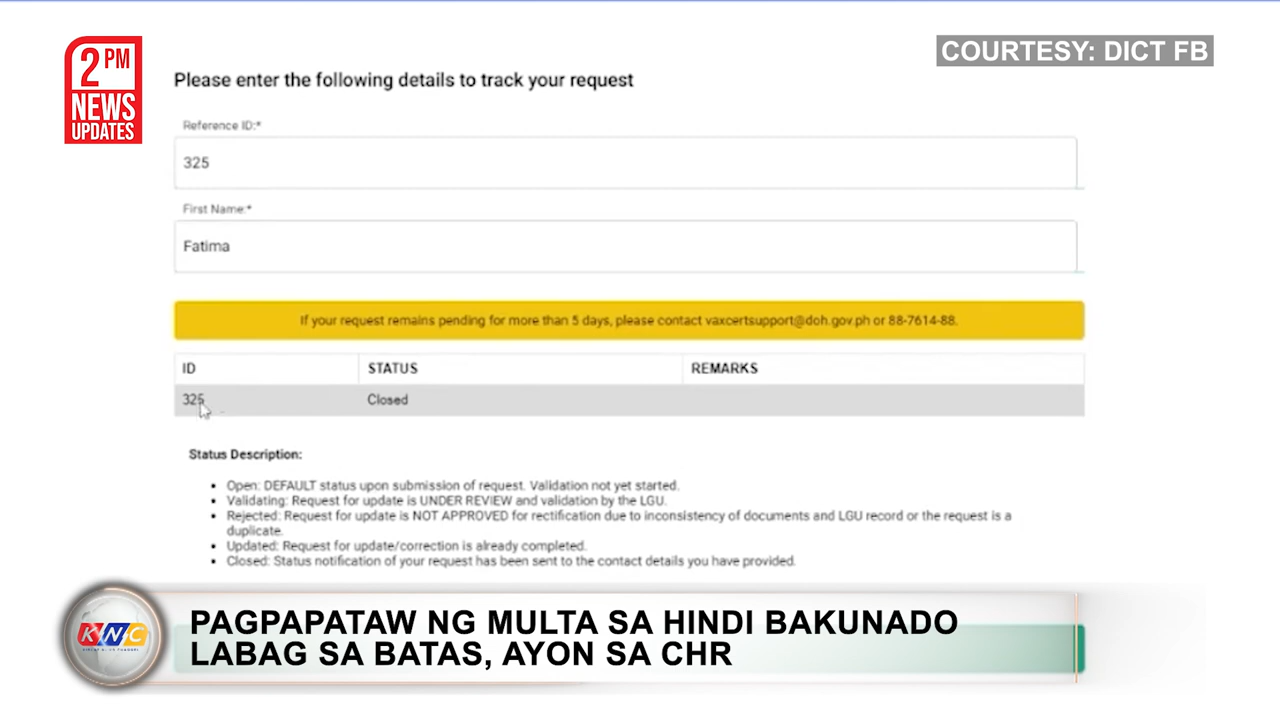 2 PM
NEWS
UPDATES
COURTESY: DICT FB
Please enter the following details to track your request
Reference ID:*
325
First Name:*
Fatima
If your request remains pending for more than 5 days, please contact vaxcertsupport@doh.gov.ph or 88-7614-88.
ID STATUS REMARKS
325 Closed
Status Description:
• Open: DEFAULT status upon submission of request. Validation not yet started.
• Validating: Request for update is UNDER REVIEW and validation by the LGU.
• Rejected: Request for update is NOT APPROVED for rectification due to inconsistency of documents and LGU record or the request is a
duplicate.
• Updated: Request for update/correction is already completed.
• Closed: Status notification of your request has been sent to the contact details you have provided.
KNC
PAGPAPATAW NG MULTA SA HINDI BAKUNADO
LABAG SA BATAS, AYON SA CHR